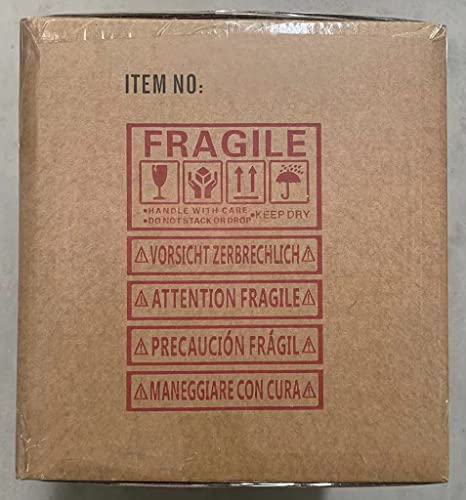 ITEM NO:
FRAGILE
•HANDLE WITH CARE
•DO NOT STACK OR DROP •KEEP DRY
VORSICHT ZERBRECHLICH
ATTENTION FRAGILE
PRECAUCIÓN FRÁGIL
MANEGGIARE CON CURA